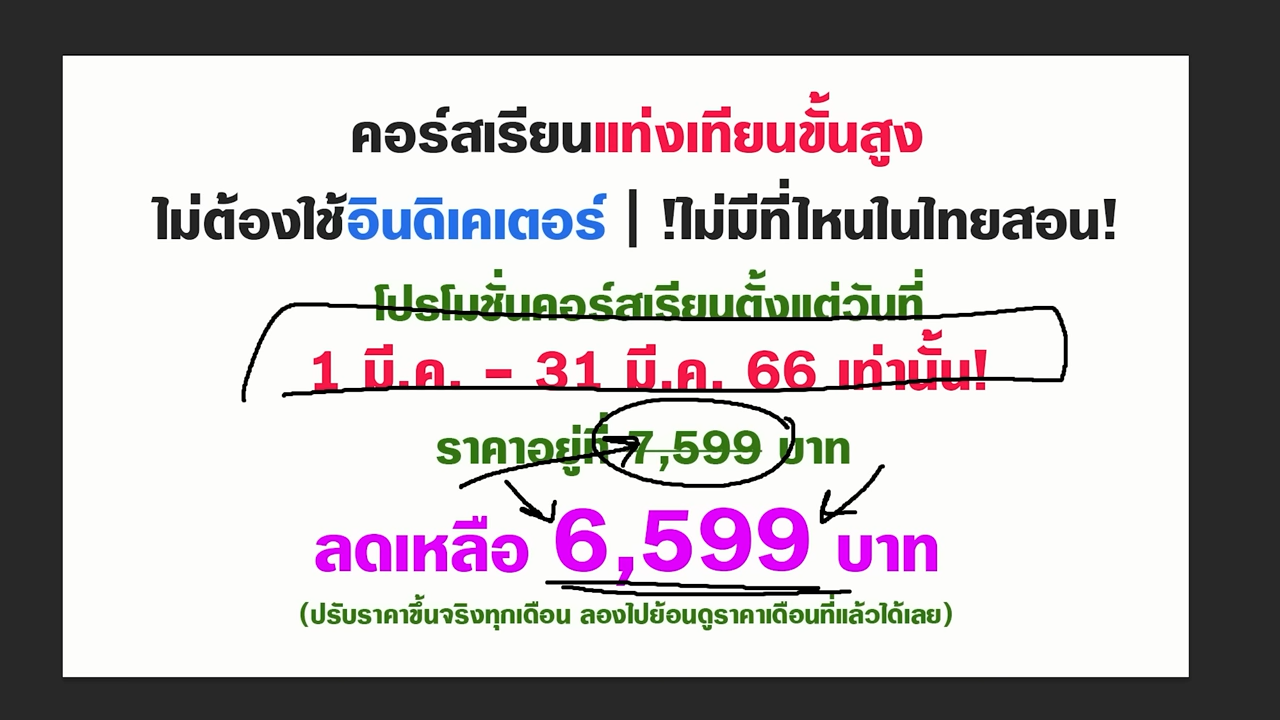 คอร์สเรียนแท่งเทียนขั้นสูง
ไม่ต้องใช้อินดิเคเตอร์ | !ไม่มีที่ไหนในไทยสอน!
โปรโมชั่นคอร์สเรียนตั้งแต่วันที่
1 มี.ค. – 31 มี.ค. 66 เท่านั้น!
ราคาอยู่ที่ 7,599 บาท
ลดเหลือ 6,599 บาท
(ปรับราคาขึ้นจริงทุกเดือน ลองไปย้อนดูราคาเดือนที่แล้วได้เลย)